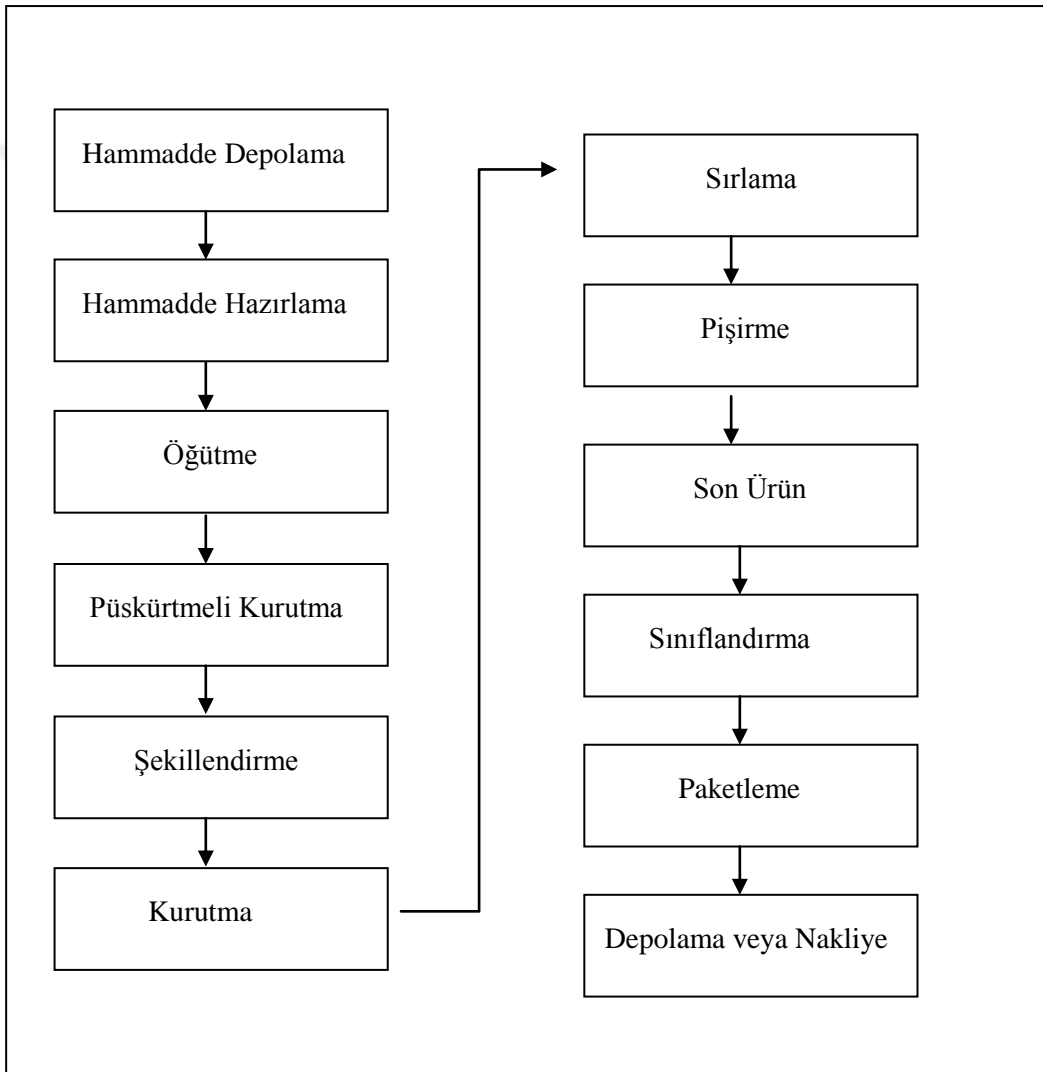 Hammadde Depolama
Hammadde Hazırlama
Öğütme
Püskürtmeli Kurutma
Şekillendirme
Kurutma
Sırlama
Pişirme
Son Ürün
Sınıflandırma
Paketleme
Depolama veya Nakliye